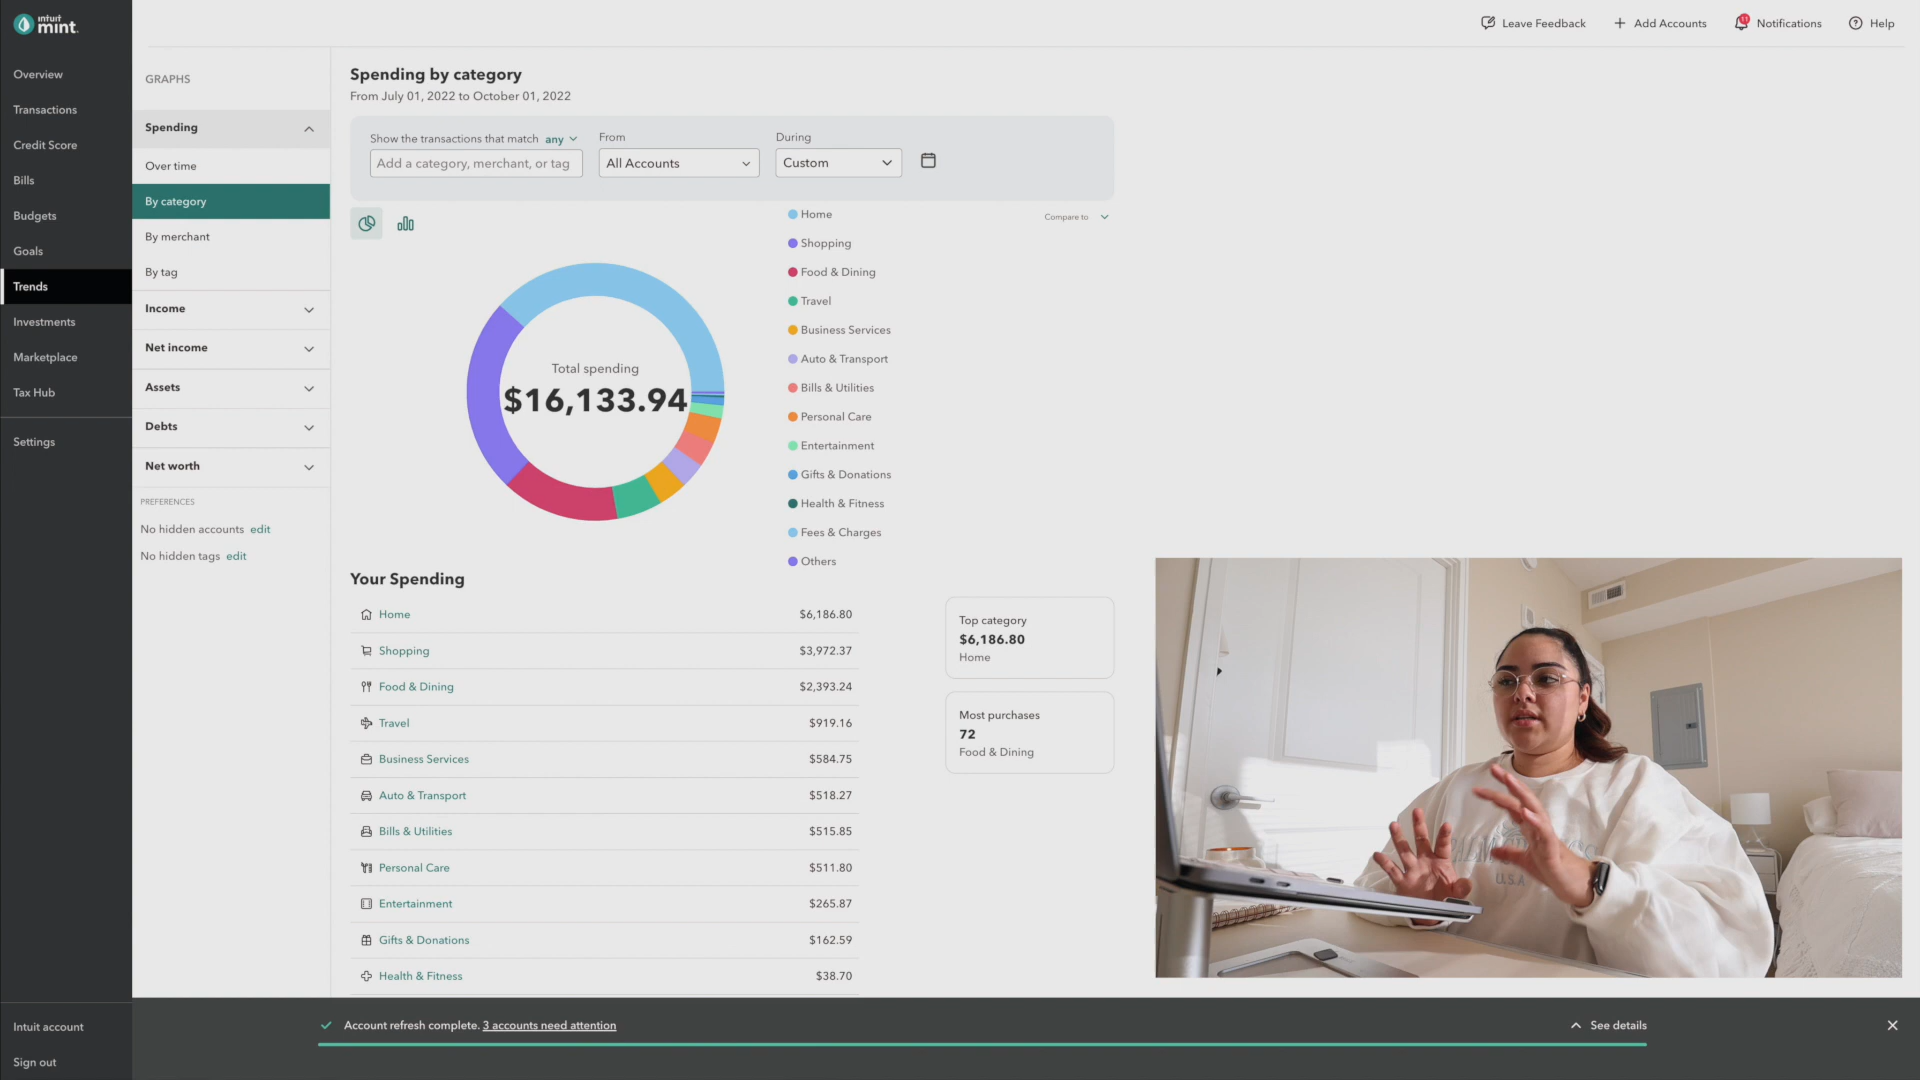 intuit
mint
Leave Feedback
Add Accounts
11
Notifications
Help
Overview
Transactions
Credit Score
Bills
Budgets
Goals
Trends
Investments
Marketplace
Tax Hub
Settings
Intuit account
Sign out
GRAPHS
Spending
Over time
By category
By merchant
By tag
Income
Net income
Assets
Debts
Net worth
PREFERENCES
No hidden accounts edit
No hidden tags edit
Spending by category
From July 01, 2022 to October 01, 2022
Show the transactions that match any
Add a category, merchant, or tag
From
All Accounts
During
Custom
Compare to
Total spending
$16,133.94
Home
Shopping
Food & Dining
Travel
Business Services
Auto & Transport
Bills & Utilities
Personal Care
Entertainment
Gifts & Donations
Health & Fitness
Fees & Charges
Others
Your Spending
Home $6,186.80
Shopping $3,972.37
Food & Dining $2,393.24
Travel $919.16
Business Services $584.75
Auto & Transport $518.27
Bills & Utilities $515.85
Personal Care $511.80
Entertainment $265.87
Gifts & Donations $162.59
Health & Fitness $38.70
Top category
$6,186.80
Home
Most purchases
72
Food & Dining
U.S.A
Account refresh complete. 3 accounts need attention
See details